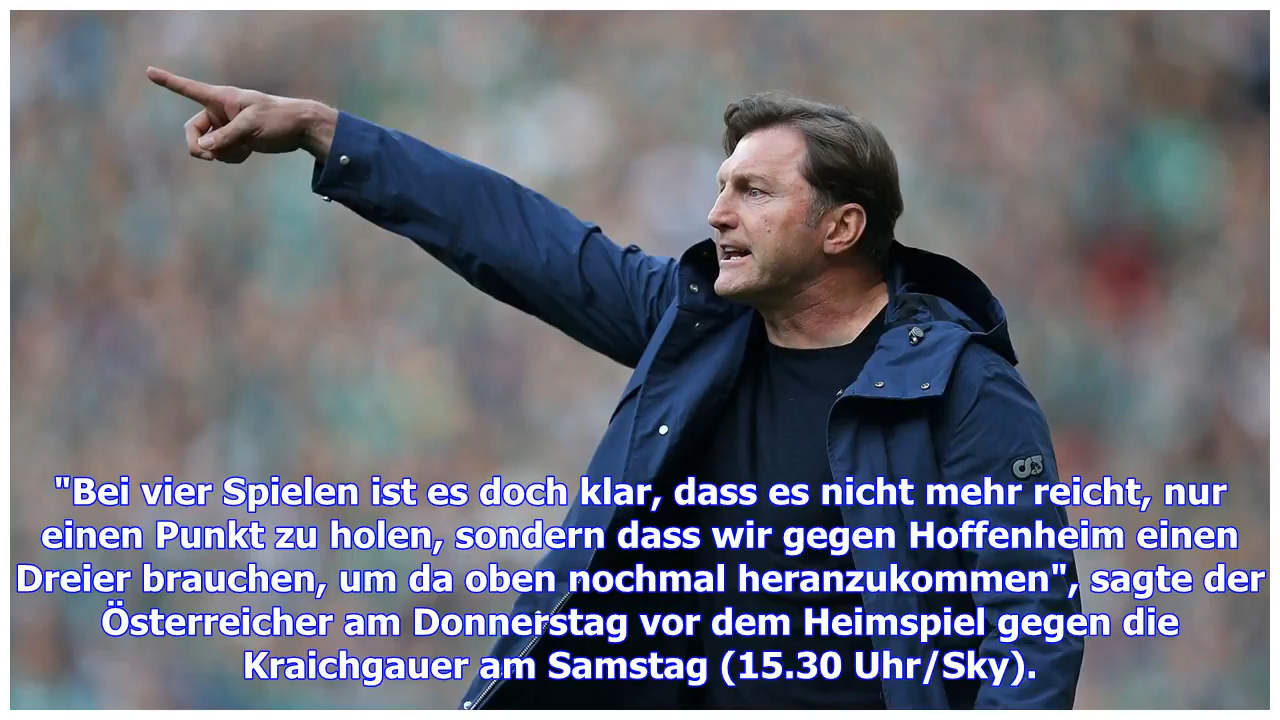 "Bei vier Spielen ist es doch klar, dass es nicht mehr reicht, nur
einen Punkt zu holen, sondern dass wir gegen Hoffenheim einen
Dreier brauchen, um da oben nochmal heranzukommen", sagte der
Österreicher am Donnerstag vor dem Heimspiel gegen die
Kraichgauer am Samstag (15.30 Uhr/Sky).